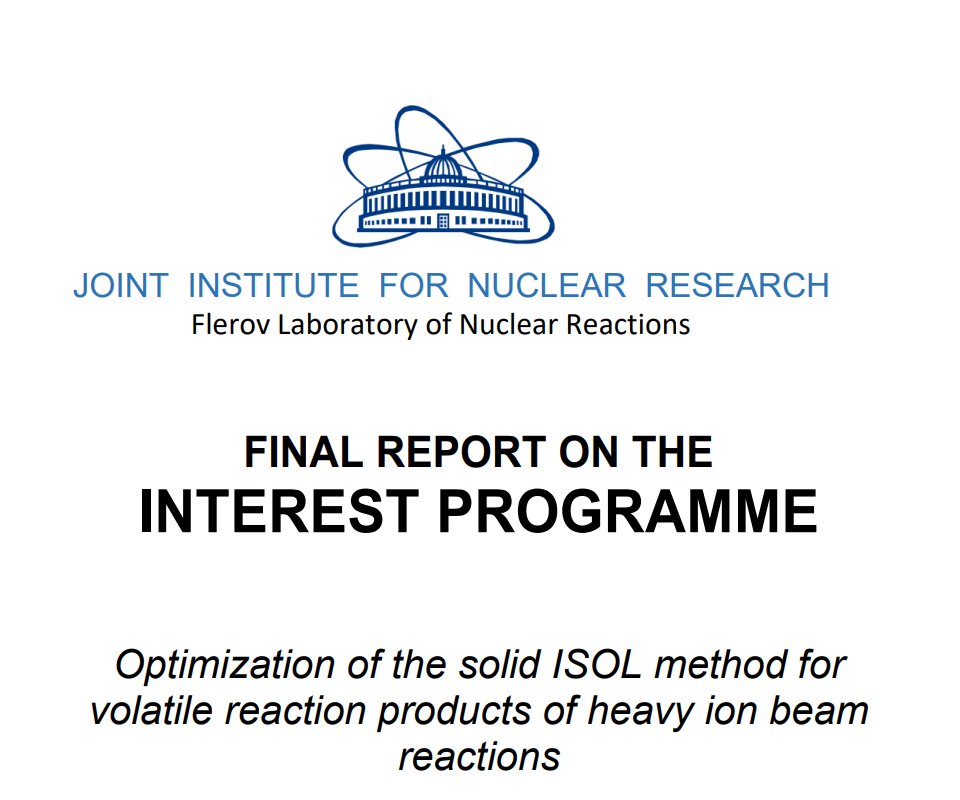 JOINT INSTITUTE FOR NUCLEAR RESEARCH
Flerov Laboratory of Nuclear Reactions
FINAL REPORT ON THE
INTEREST PROGRAMME
Optimization of the solid ISOL method for
volatile reaction products of heavy ion beam
reactions